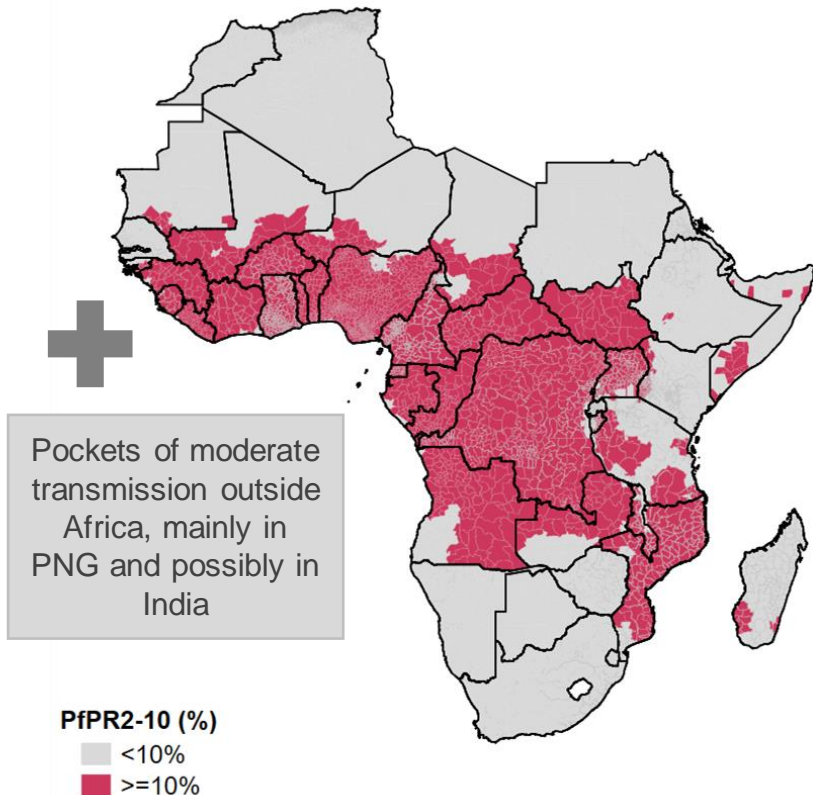 Pockets of moderate
transmission outside
Africa, mainly in
PNG and possibly in
India
PfPR2-10 (%)
<10%
>=10%